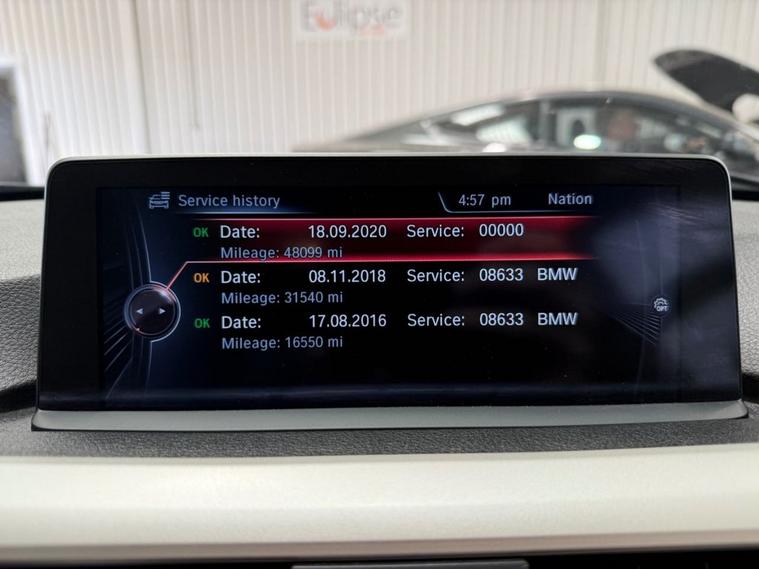 Eclipse
Service history 4:57 pm Nation
OK Date: 18.09.2020 Service: 00000
Mileage: 48099 mi
OK Date: 08.11.2018 Service: 08633 BMW
Mileage: 31540 mi
OK Date: 17.08.2016 Service: 08633 BMW
Mileage: 16550 mi
OPT